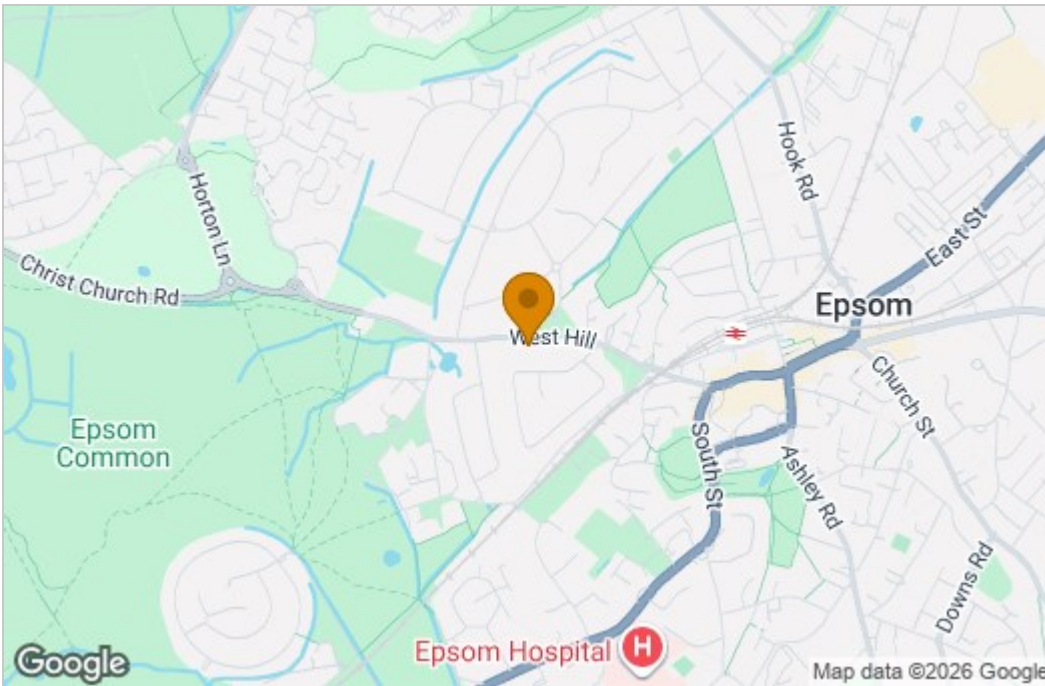 Hook Rd
Horton Ln
East St
Christ Church Rd
Epsom
West Hill
Church St
Epsom
Common
South St
Ashley Rd
Downs Rd
Epsom Hospital
H
Google
Map data ©2026 Google